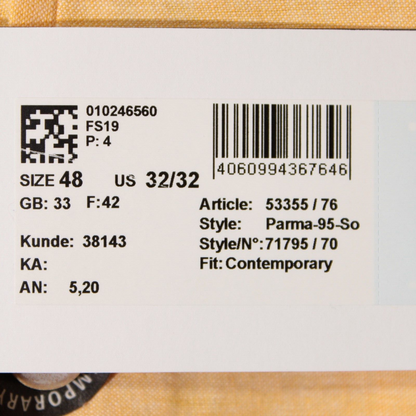 010246560
FS19
P: 4
4060994367646
SIZE 48 US 32/32
GB: 33 F: 42
Article: 53355 / 76
Style: Parma-95-So
Kunde: 38143
Style/N°: 71795 / 70
KA:
Fit: Contemporary
AN: 5,20
MPORARY